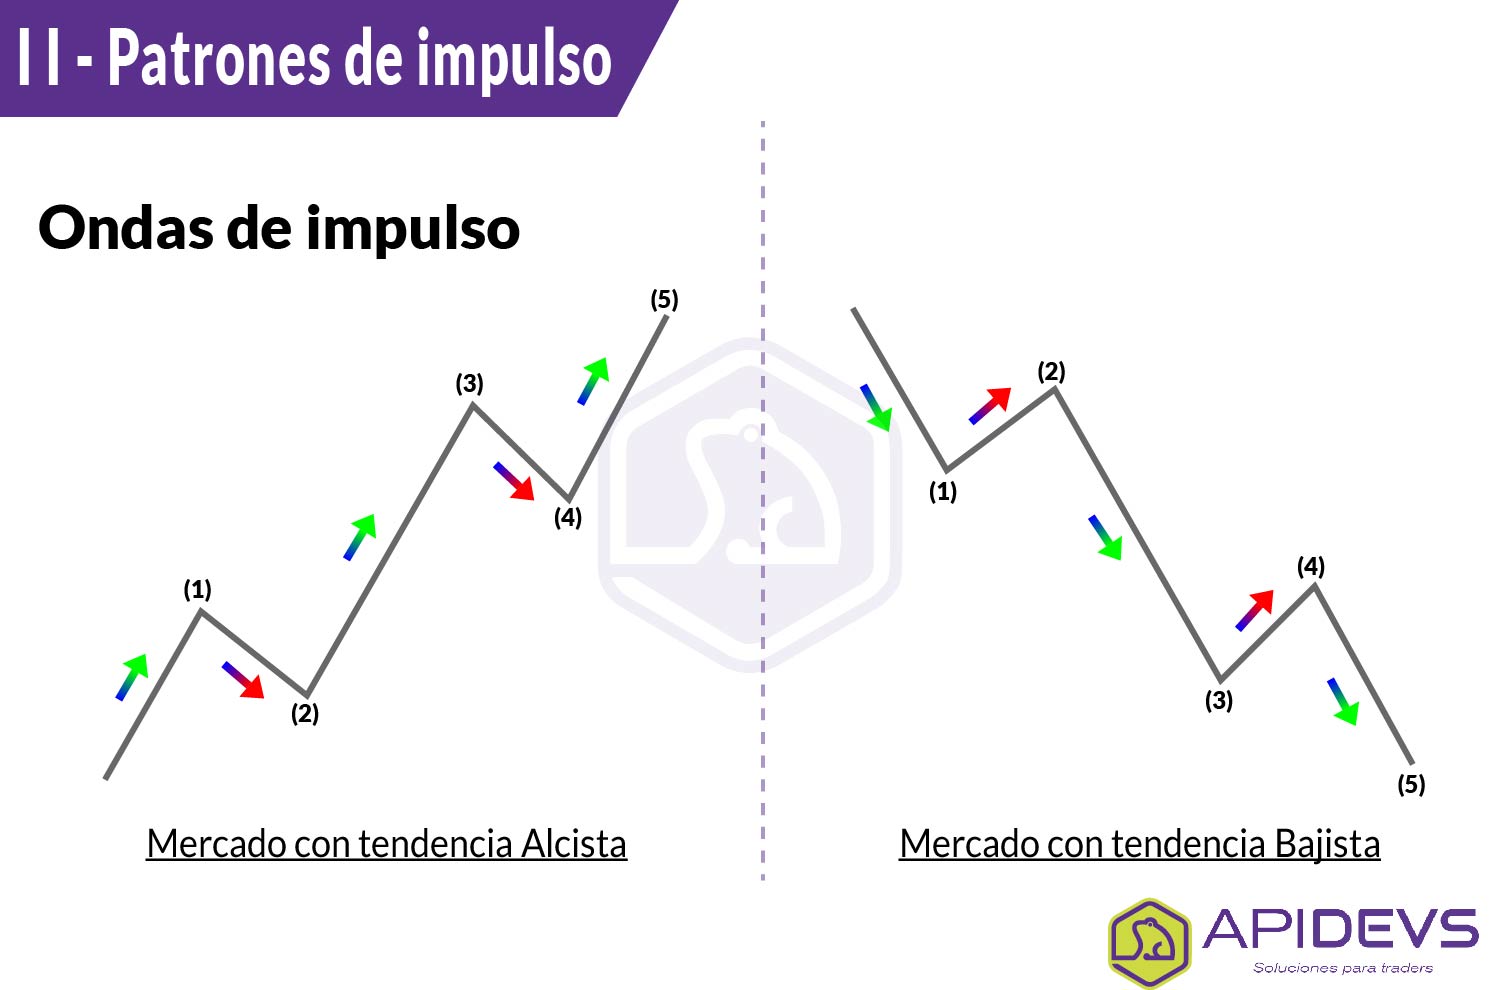 I I - Patrones de impulso
Ondas de impulso
(1)
(2)
(3)
(4)
(5)
Mercado con tendencia Alcista
(1)
(2)
(3)
(4)
(5)
Mercado con tendencia Bajista
APIDEVS
Soluciones para traders